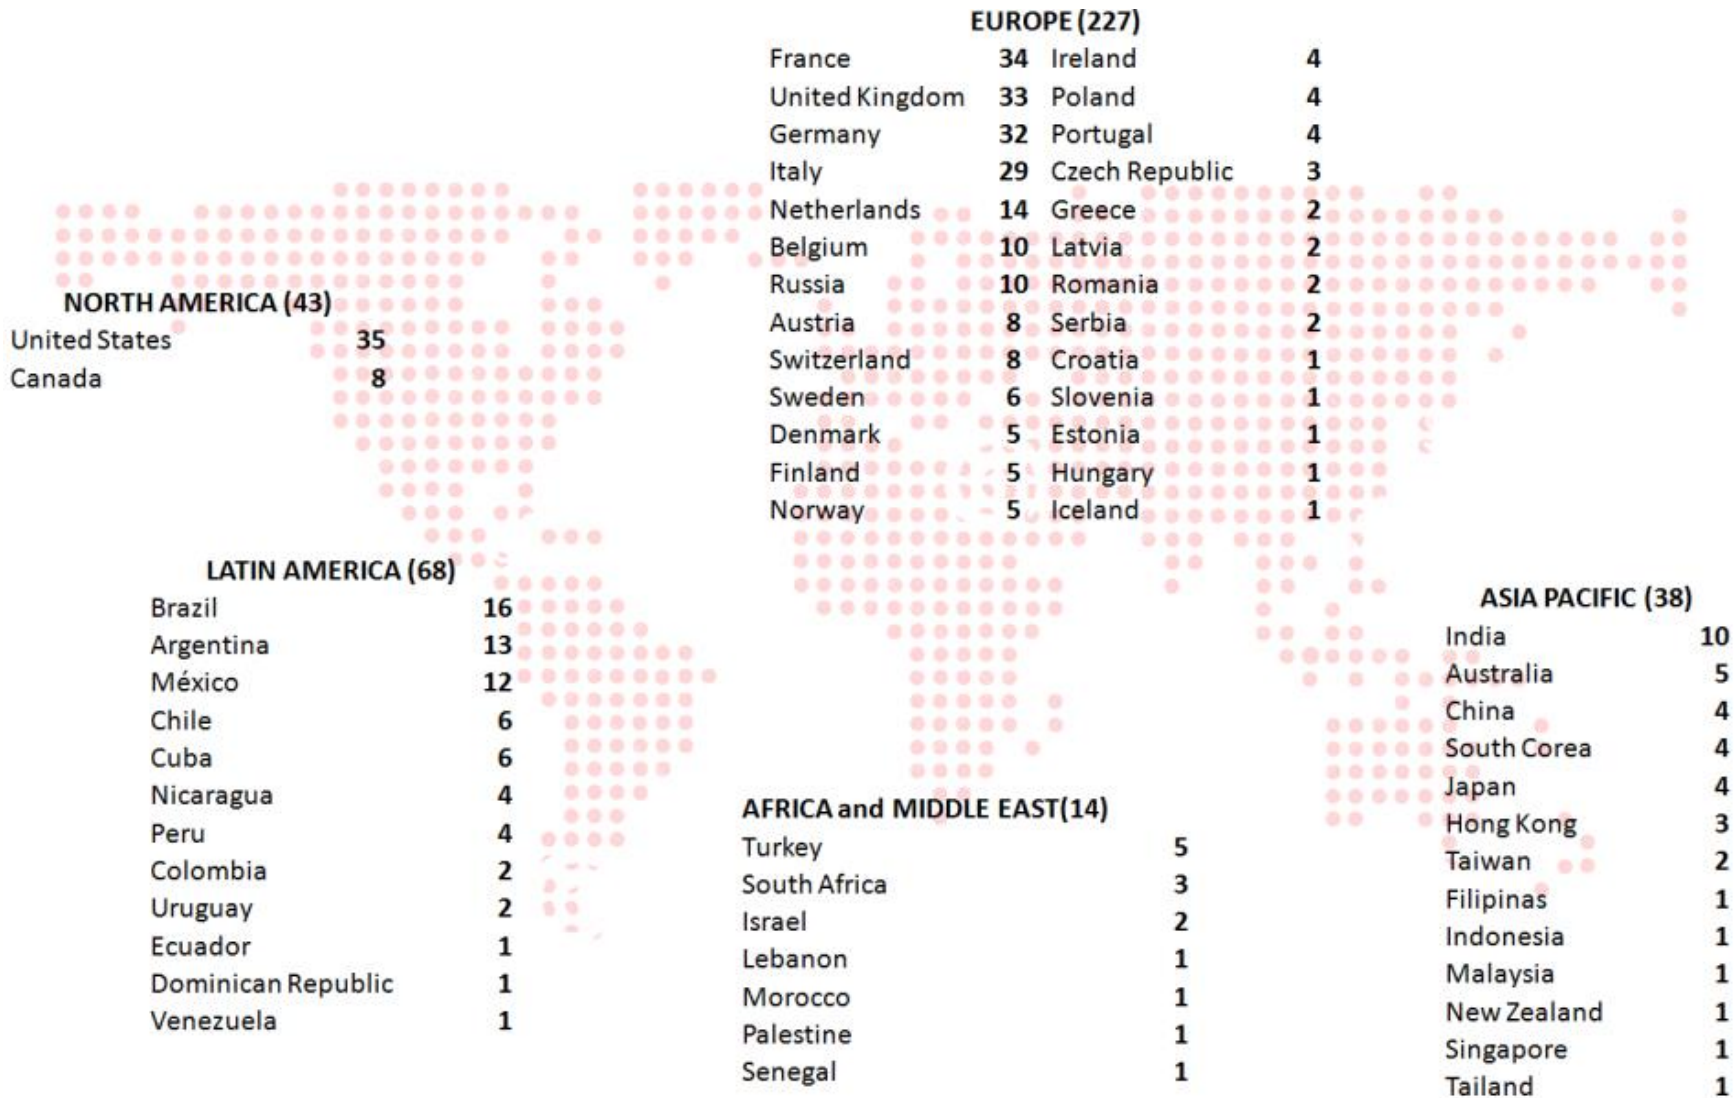 EUROPE (227)
France 34 Ireland 4
United Kingdom 33 Poland 4
Germany 32 Portugal 4
Italy 29 Czech Republic 3
Netherlands 14 Greece 2
Belgium 10 Latvia 2
Russia 10 Romania 2
Austria 8 Serbia 2
Switzerland 8 Croatia 1
Sweden 6 Slovenia 1
Denmark 5 Estonia 1
Finland 5 Hungary 1
Norway 5 Iceland 1
NORTH AMERICA (43)
United States 35
Canada 8
LATIN AMERICA (68)
Brazil 16
Argentina 13
México 12
Chile 6
Cuba 6
Nicaragua 4
Peru 4
Colombia 2
Uruguay 2
Ecuador 1
Dominican Republic 1
Venezuela 1
AFRICA and MIDDLE EAST(14)
Turkey 5
South Africa 3
Israel 2
Lebanon 1
Morocco 1
Palestine 1
Senegal 1
ASIA PACIFIC (38)
India 10
Australia 5
China 4
South Corea 4
Japan 4
Hong Kong 3
Taiwan 2
Filipinas 1
Indonesia 1
Malaysia 1
New Zealand 1
Singapore 1
Tailand 1